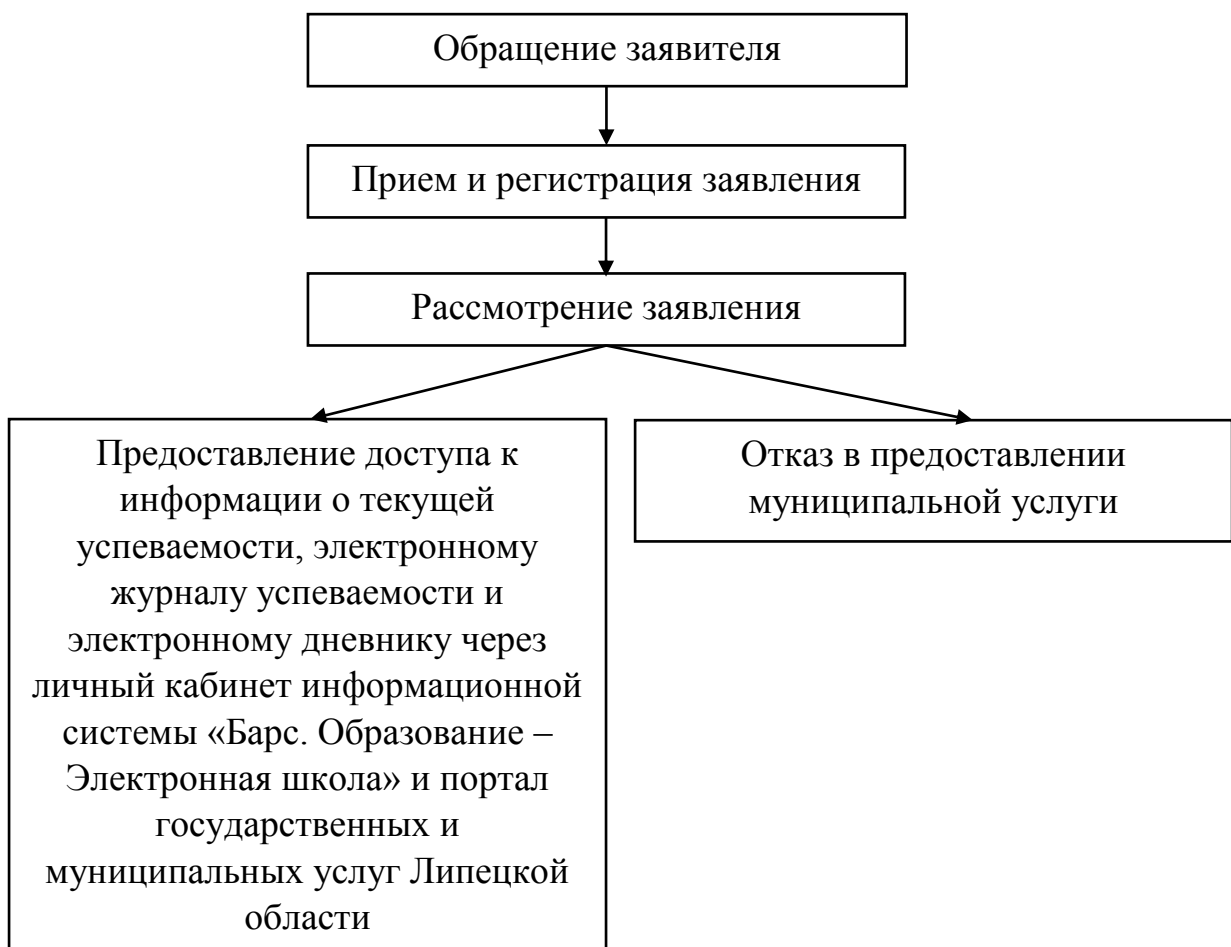 Обращение заявителя
Прием и регистрация заявления
Рассмотрение заявления
Предоставление доступа к
информации о текущей
успеваемости, электронному
журналу успеваемости и
электронному дневнику через
личный кабинет информационной
системы «Барс. Образование –
Электронная школа» и портал
государственных и
муниципальных услуг Липецкой
области
Отказ в предоставлении
муниципальной услуги